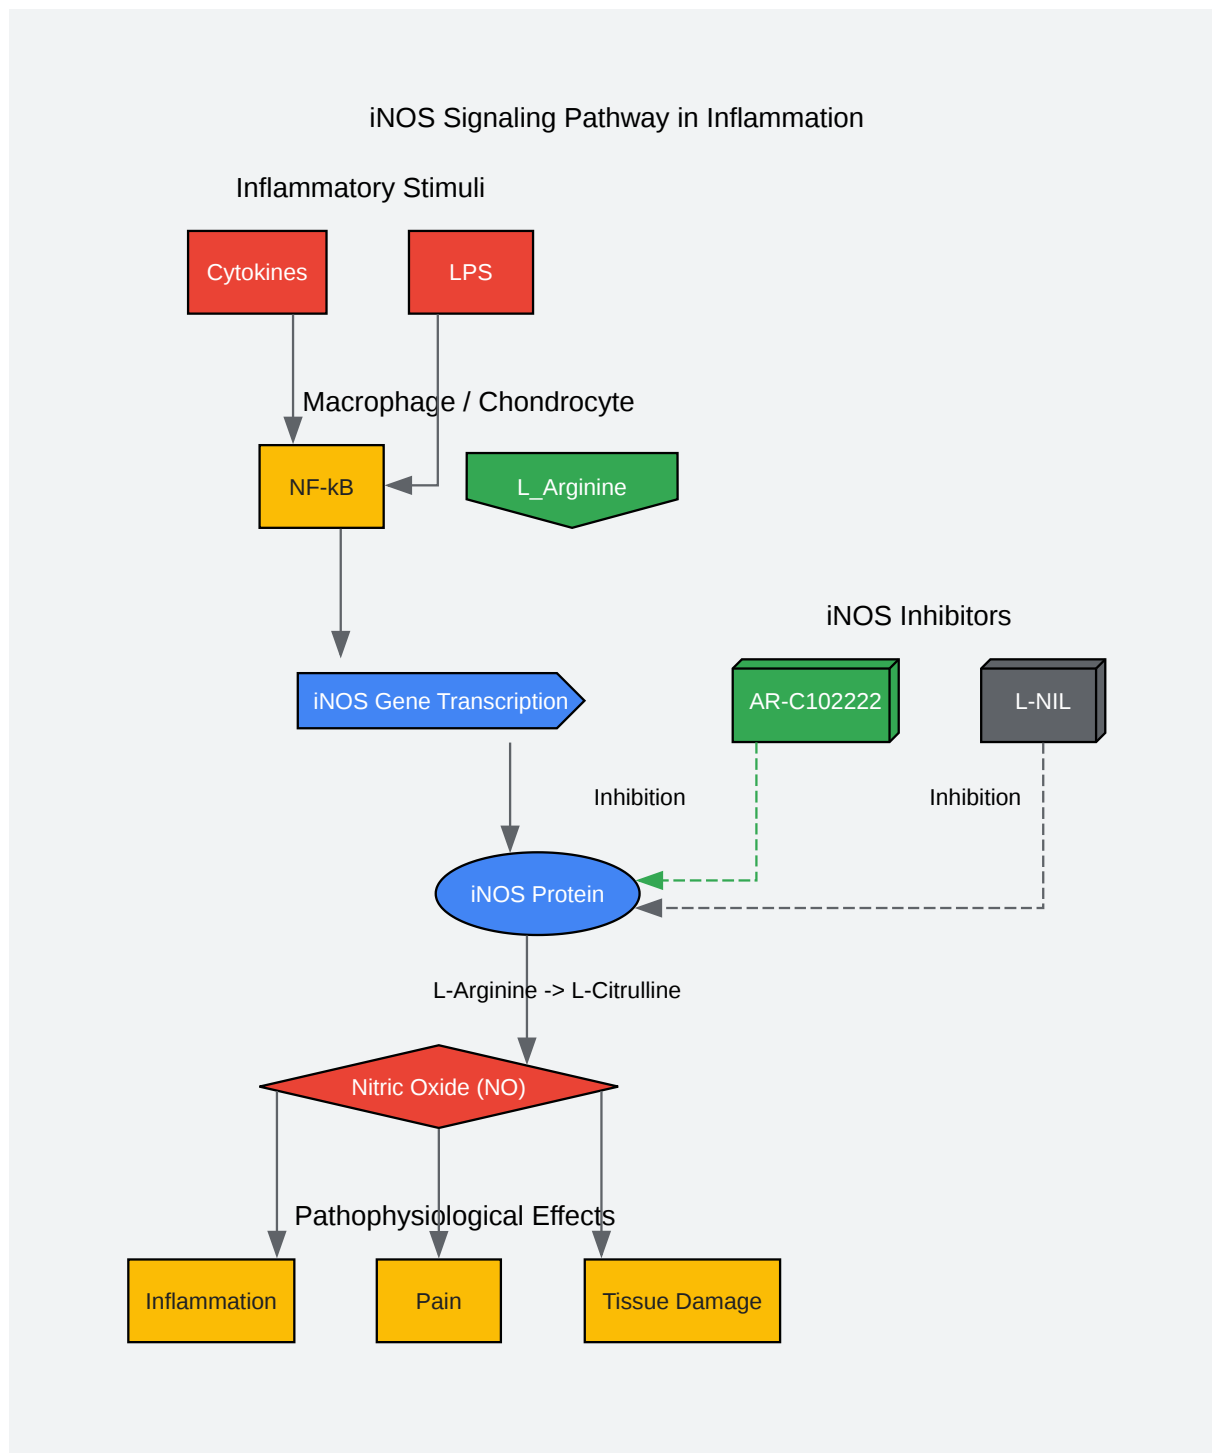 iNOS Signaling Pathway in Inflammation
Inflammatory Stimuli
Cytokines
LPS
Macrophage / Chondrocyte
NF-kB
L_Arginine
iNOS Inhibitors
iNOS Gene Transcription
AR-C102222
L-NIL
Inhibition
Inhibition
iNOS Protein
L-Arginine -> L-Citrulline
Nitric Oxide (NO)
Pathophysiological Effects
Inflammation
Pain
Tissue Damage